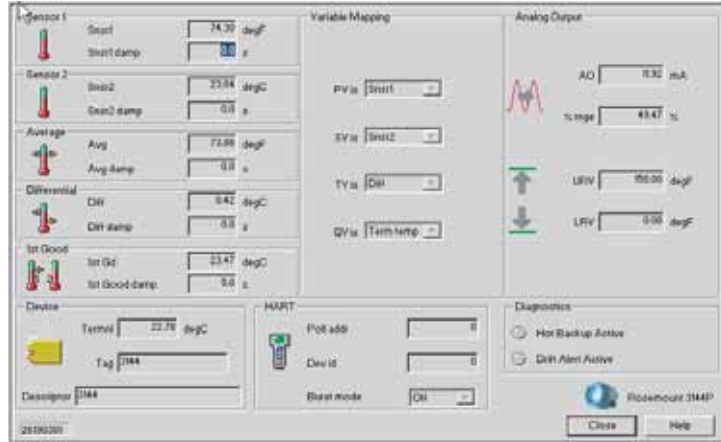 Sensor 1
Snsr1 74.30 degF
Snsr1 damp 0.0 s
Sensor 2
Snsr2 23.04 degC
Snsr2 damp 0.0 s
Average
Avg 73.88 degF
Avg damp 0.0 s
Differential
Diff 0.42 degC
Diff damp 0.0 s
1st Good
1st Gd 23.47 degC
1st Good damp 5.0 s
Variable Mapping
PV is Snsr1
SV is Snsr2
TV is Diff
QV is Term temp
Analog Output
AO mA
% rnge %
URV 150.00 degF
LRV 0.00 degF
Device
Termnl 22.78 degC
Tag 3144
Descriptor 3144
HART
Poll addr 0
Dev id 0
Burst mode
Diagnostics
Hot Backup Active
Drift Alert Active
Rosemount 3144P
Close Help